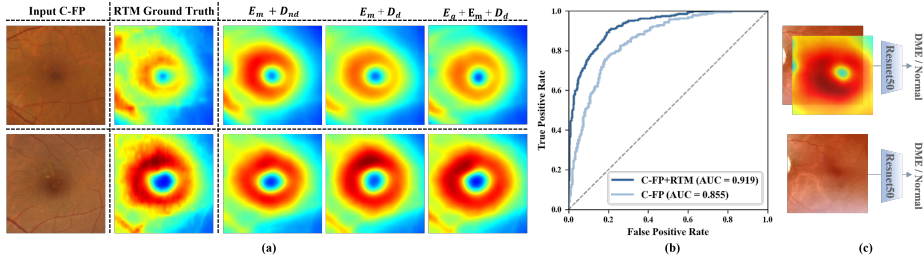 Input C-FP RTM Ground Truth E_m + D_nd E_m + D_d E_g + E_m + D_d
(a)
True Positive Rate
1.0
0.8
0.6
0.4
0.2
0.0
0.0 0.2 0.4 0.6 0.8 1.0
C-FP+RTM (AUC = 0.919)
C-FP (AUC = 0.855)
False Positive Rate
(b)
Resnet50
DME / Normal
Resnet50
DME / Normal
(c)